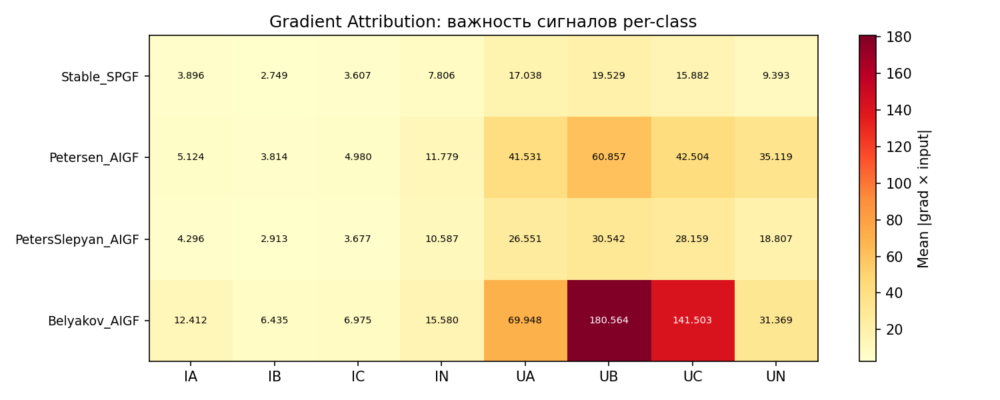 Gradient Attribution: важность сигналов per-class
Stable_SPGF 3.896 2.749 3.607 7.806 17.038 19.529 15.882 9.393
Petersen_AIGF 5.124 3.814 4.980 11.779 41.531 60.857 42.504 35.119
PetersSlepyan_AIGF 4.296 2.913 3.677 10.587 26.551 30.542 28.159 18.807
Belyakov_AIGF 12.412 6.435 6.975 15.580 69.948 180.564 141.503 31.369
IA IB IC IN UA UB UC UN
180
160
140
120
100
80
60
40
20
Mean |grad × input|